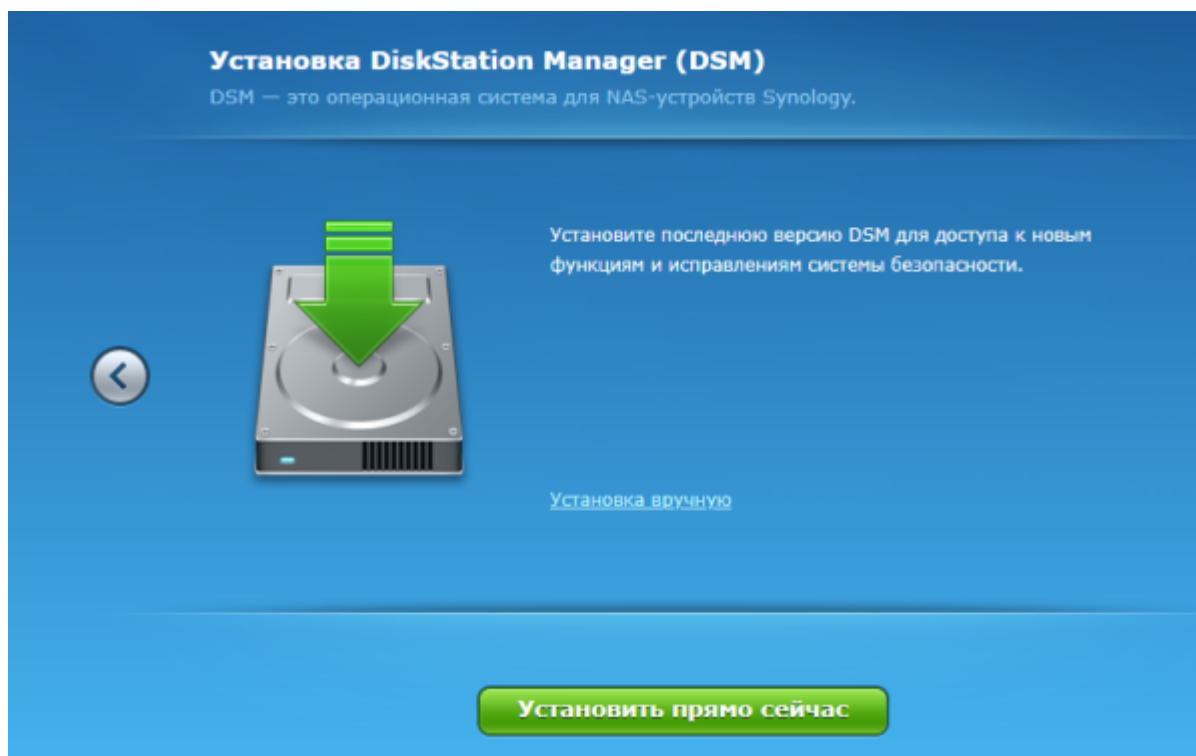 Установка DiskStation Manager (DSM)
DSM — это операционная система для NAS-устройств Synology.
Установите последнюю версию DSM для доступа к новым
функциям и исправлениям системы безопасности.
Установка вручную
Установить прямо сейчас